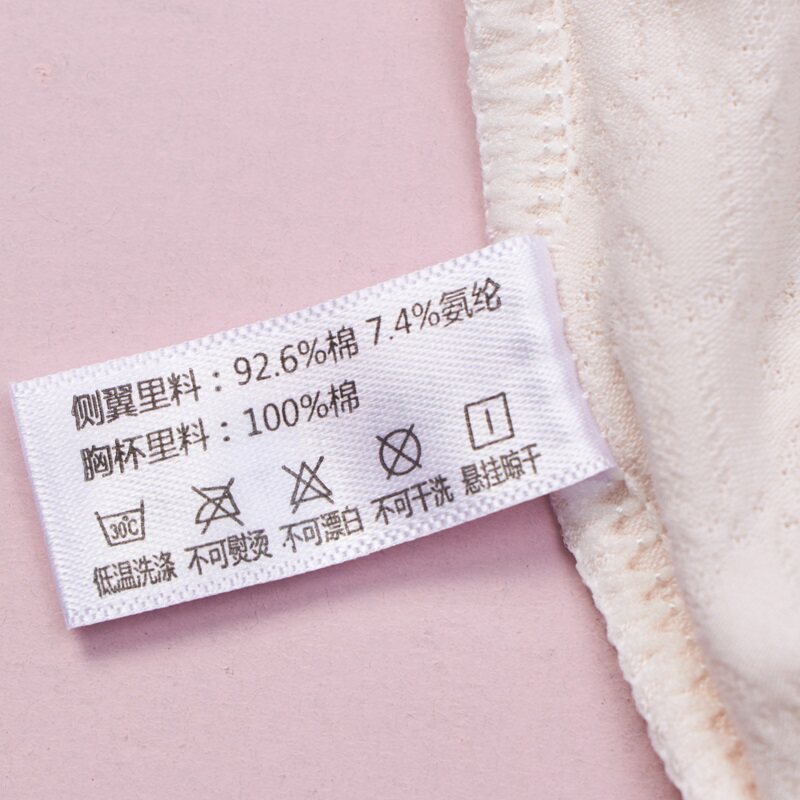 侧翼里料：92.6%棉 7.4%氨纶
胸杯里料：100%棉
30℃
低温洗涤 不可熨烫 不可漂白 不可干洗 悬挂晾干